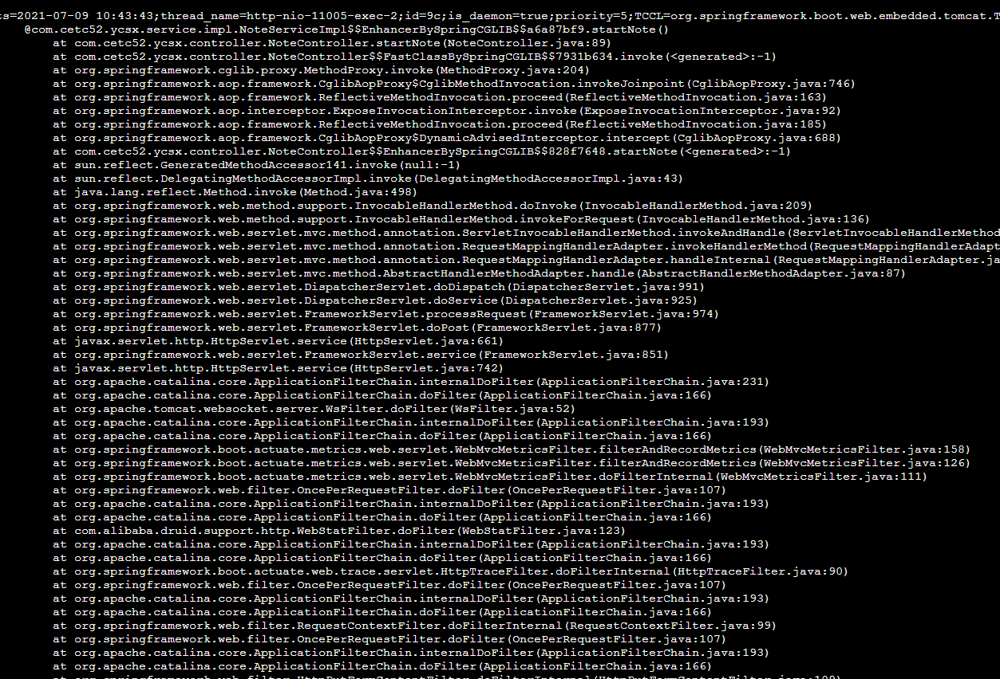 ts=2021-07-09 10:43:43;thread_name=http-nio-11005-exec-2;id=9c;is_daemon=true;priority=5;TCCL=org.springframework.boot.web.embedded.tomcat.T
@com.cetc52.ycsx.service.impl.NoteServiceImpl$$EnhancerBySpringCGLIB$$a6a87bf9.startNote()
at com.cetc52.ycsx.controller.NoteController.startNote(NoteController.java:89)
at com.cetc52.ycsx.controller.NoteController$$FastClassBySpringCGLIB$$7931b634.invoke(<generated>:-1)
at org.springframework.cglib.proxy.MethodProxy.invoke(MethodProxy.java:204)
at org.springframework.aop.framework.CglibAopProxy$CglibMethodInvocation.invokeJoinpoint(CglibAopProxy.java:746)
at org.springframework.aop.framework.ReflectiveMethodInvocation.proceed(ReflectiveMethodInvocation.java:163)
at org.springframework.aop.interceptor.ExposeInvocationInterceptor.invoke(ExposeInvocationInterceptor.java:92)
at org.springframework.aop.framework.ReflectiveMethodInvocation.proceed(ReflectiveMethodInvocation.java:185)
at org.springframework.aop.framework.CglibAopProxy$DynamicAdvisedInterceptor.intercept(CglibAopProxy.java:688)
at com.cetc52.ycsx.controller.NoteController$$EnhancerBySpringCGLIB$$828f7648.startNote(<generated>:-1)
at sun.reflect.GeneratedMethodAccessor141.invoke(null:-1)
at sun.reflect.DelegatingMethodAccessorImpl.invoke(DelegatingMethodAccessorImpl.java:43)
at java.lang.reflect.Method.invoke(Method.java:498)
at org.springframework.web.method.support.InvocableHandlerMethod.doInvoke(InvocableHandlerMethod.java:209)
at org.springframework.web.method.support.InvocableHandlerMethod.invokeForRequest(InvocableHandlerMethod.java:136)
at org.springframework.web.servlet.mvc.method.annotation.ServletInvocableHandlerMethod.invokeAndHandle(ServletInvocableHandlerMethod
at org.springframework.web.servlet.mvc.method.annotation.RequestMappingHandlerAdapter.invokeHandlerMethod(RequestMappingHandlerAdapt
at org.springframework.web.servlet.mvc.method.annotation.RequestMappingHandlerAdapter.handleInternal(RequestMappingHandlerAdapter.ja
at org.springframework.web.servlet.mvc.method.AbstractHandlerMethodAdapter.handle(AbstractHandlerMethodAdapter.java:87)
at org.springframework.web.servlet.DispatcherServlet.doDispatch(DispatcherServlet.java:991)
at org.springframework.web.servlet.DispatcherServlet.doService(DispatcherServlet.java:925)
at org.springframework.web.servlet.FrameworkServlet.processRequest(FrameworkServlet.java:974)
at org.springframework.web.servlet.FrameworkServlet.doPost(FrameworkServlet.java:877)
at javax.servlet.http.HttpServlet.service(HttpServlet.java:661)
at org.springframework.web.servlet.FrameworkServlet.service(FrameworkServlet.java:851)
at javax.servlet.http.HttpServlet.service(HttpServlet.java:742)
at org.apache.catalina.core.ApplicationFilterChain.internalDoFilter(ApplicationFilterChain.java:231)
at org.apache.catalina.core.ApplicationFilterChain.doFilter(ApplicationFilterChain.java:166)
at org.apache.tomcat.websocket.server.WsFilter.doFilter(WsFilter.java:52)
at org.apache.catalina.core.ApplicationFilterChain.internalDoFilter(ApplicationFilterChain.java:193)
at org.apache.catalina.core.ApplicationFilterChain.doFilter(ApplicationFilterChain.java:166)
at org.springframework.boot.actuate.metrics.web.servlet.WebMvcMetricsFilter.filterAndRecordMetrics(WebMvcMetricsFilter.java:158)
at org.springframework.boot.actuate.metrics.web.servlet.WebMvcMetricsFilter.filterAndRecordMetrics(WebMvcMetricsFilter.java:126)
at org.springframework.boot.actuate.metrics.web.servlet.WebMvcMetricsFilter.doFilterInternal(WebMvcMetricsFilter.java:111)
at org.springframework.web.filter.OncePerRequestFilter.doFilter(OncePerRequestFilter.java:107)
at org.apache.catalina.core.ApplicationFilterChain.internalDoFilter(ApplicationFilterChain.java:193)
at org.apache.catalina.core.ApplicationFilterChain.doFilter(ApplicationFilterChain.java:166)
at com.alibaba.druid.support.http.WebStatFilter.doFilter(WebStatFilter.java:123)
at org.apache.catalina.core.ApplicationFilterChain.internalDoFilter(ApplicationFilterChain.java:193)
at org.apache.catalina.core.ApplicationFilterChain.doFilter(ApplicationFilterChain.java:166)
at org.springframework.boot.actuate.web.trace.servlet.HttpTraceFilter.doFilterInternal(HttpTraceFilter.java:90)
at org.springframework.web.filter.OncePerRequestFilter.doFilter(OncePerRequestFilter.java:107)
at org.apache.catalina.core.ApplicationFilterChain.internalDoFilter(ApplicationFilterChain.java:193)
at org.apache.catalina.core.ApplicationFilterChain.doFilter(ApplicationFilterChain.java:166)
at org.springframework.web.filter.RequestContextFilter.doFilterInternal(RequestContextFilter.java:99)
at org.springframework.web.filter.OncePerRequestFilter.doFilter(OncePerRequestFilter.java:107)
at org.apache.catalina.core.ApplicationFilterChain.internalDoFilter(ApplicationFilterChain.java:193)
at org.apache.catalina.core.ApplicationFilterChain.doFilter(ApplicationFilterChain.java:166)